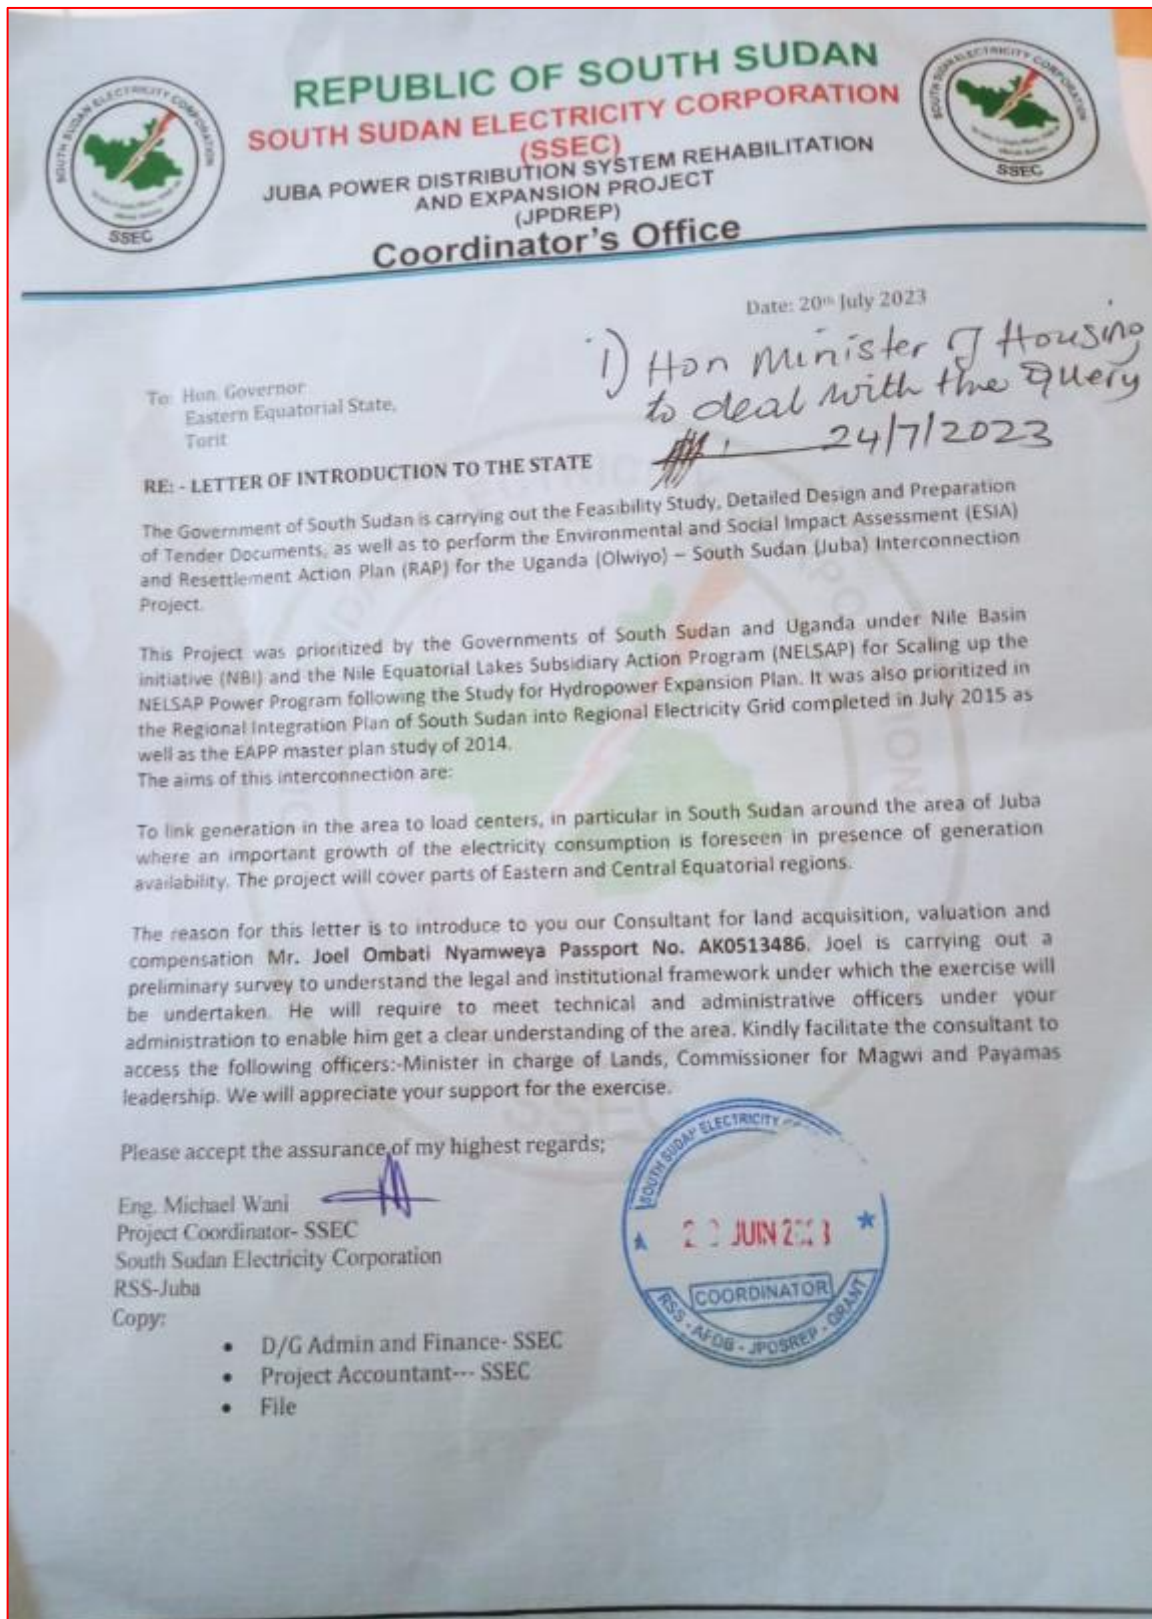 REPUBLIC OF SOUTH SUDAN
SOUTH SUDAN ELECTRICITY CORPORATION
(SSEC)
JUBA POWER DISTRIBUTION SYSTEM REHABILITATION
AND EXPANSION PROJECT
(JPDREP)
Coordinator's Office
SOUTH SUDAN ELECTRICITY CORPORATION
SSEC
SOUTH SUDAN ELECTRICITY CORPORATION
SSEC
Date: 20th July 2023
1) Hon Minister of Housing
to deal with the query
24/7/2023
To: Hon. Governor
Eastern Equatorial State,
Torit
RE: - LETTER OF INTRODUCTION TO THE STATE
The Government of South Sudan is carrying out the Feasibility Study, Detailed Design and Preparation
of Tender Documents, as well as to perform the Environmental and Social Impact Assessment (ESIA)
and Resettlement Action Plan (RAP) for the Uganda (Olwiyo) – South Sudan (Juba) Interconnection
Project.
This Project was prioritized by the Governments of South Sudan and Uganda under Nile Basin
initiative (NBI) and the Nile Equatorial Lakes Subsidiary Action Program (NELSAP) for Scaling up the
NELSAP Power Program following the Study for Hydropower Expansion Plan. It was also prioritized in
the Regional Integration Plan of South Sudan into Regional Electricity Grid completed in July 2015 as
well as the EAPP master plan study of 2014.
The aims of this interconnection are:
To link generation in the area to load centers, in particular in South Sudan around the area of Juba
where an important growth of the electricity consumption is foreseen in presence of generation
availability. The project will cover parts of Eastern and Central Equatorial regions.
The reason for this letter is to introduce to you our Consultant for land acquisition, valuation and
compensation Mr. Joel Ombati Nyamweya Passport No. AK0513486. Joel is carrying out a
preliminary survey to understand the legal and institutional framework under which the exercise will
be undertaken. He will require to meet technical and administrative officers under your
administration to enable him get a clear understanding of the area. Kindly facilitate the consultant to
access the following officers:-Minister in charge of Lands, Commissioner for Magwi and Payamas
leadership. We will appreciate your support for the exercise.
Please accept the assurance of my highest regards;
Eng. Michael Wani
Project Coordinator- SSEC
South Sudan Electricity Corporation
RSS-Juba
Copy:
• D/G Admin and Finance- SSEC
• Project Accountant--- SSEC
• File
SOUTH SUDAN ELECTRICITY
JUIN
COORDINATOR
RSS - AFDB - JPDSREP - GRANT